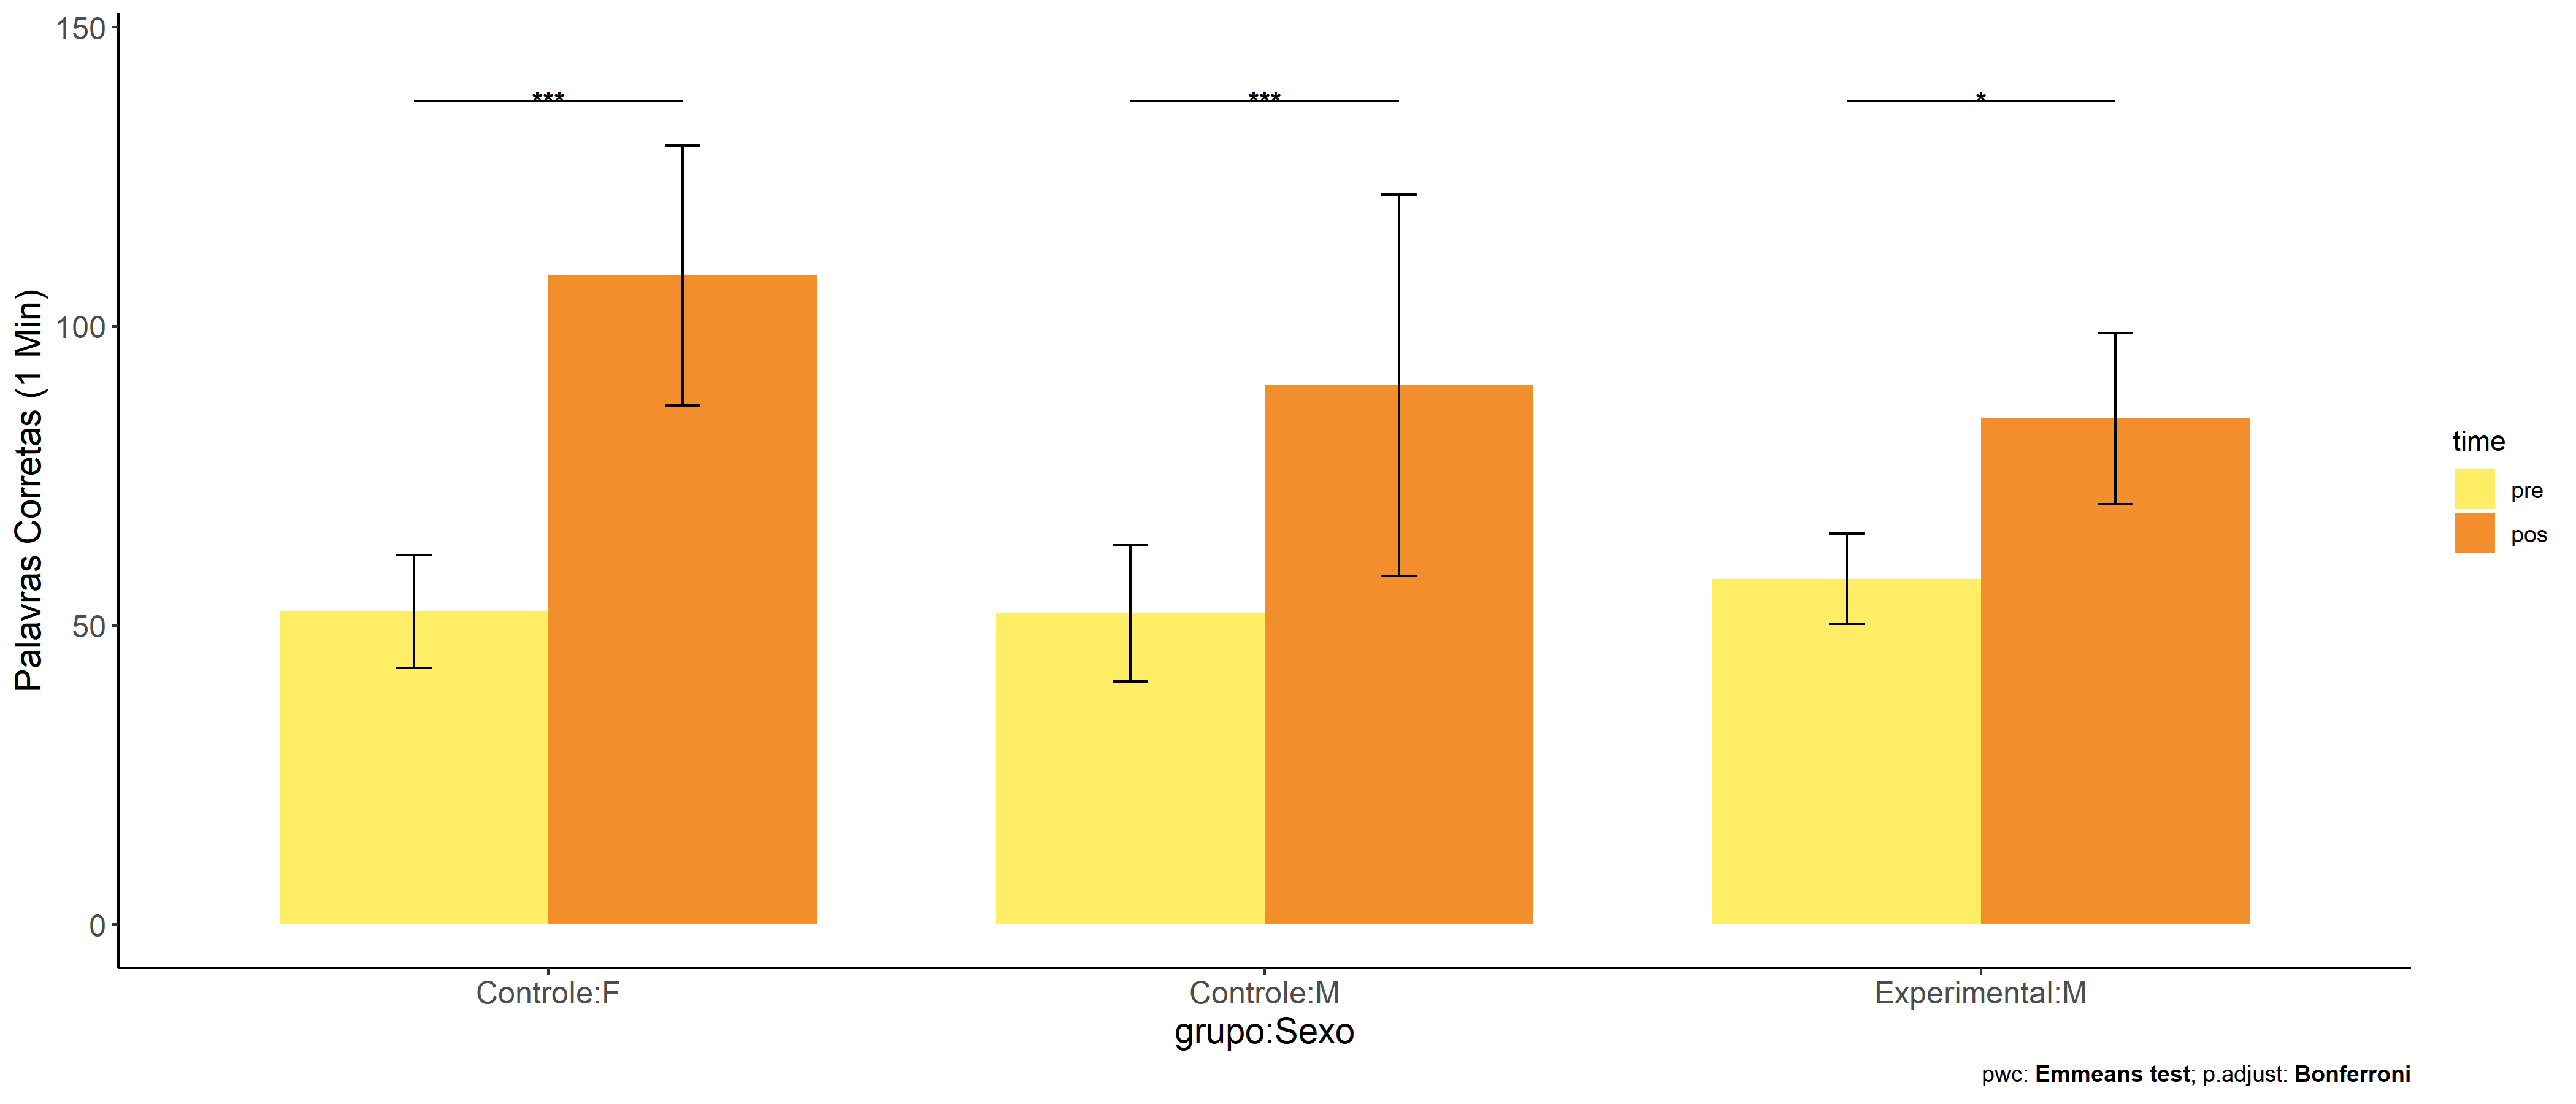 150
100
50
0
Palavras Corretas (1 Min)
***
***
*
Controle:F
Controle:M
Experimental:M
grupo:Sexo
time
pre
pos
pwc: Emmeans test; p.adjust: Bonferroni